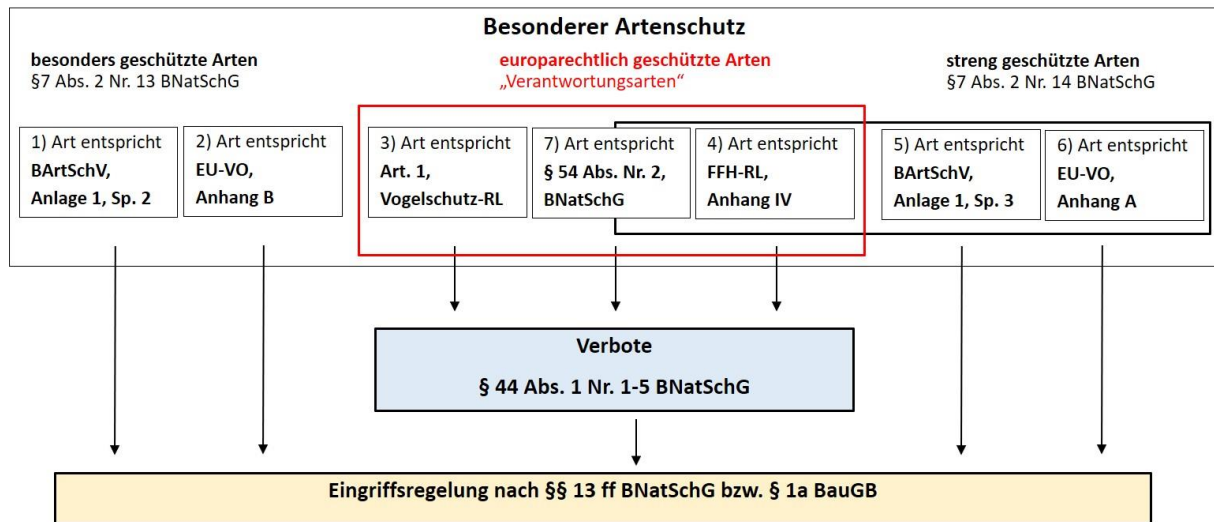 Besonderer Artenschutz
besonders geschützte Arten
§7 Abs. 2 Nr. 13 BNatSchG
europarechtlich geschützte Arten
„Verantwortungsarten“
streng geschützte Arten
§7 Abs. 2 Nr. 14 BNatSchG
1) Art entspricht
BArtSchV,
Anlage 1, Sp. 2
2) Art entspricht
EU-VO,
Anhang B
3) Art entspricht
Art. 1,
Vogelschutz-RL
7) Art entspricht
§ 54 Abs. Nr. 2,
BNatSchG
4) Art entspricht
FFH-RL,
Anhang IV
5) Art entspricht
BArtSchV,
Anlage 1, Sp. 3
6) Art entspricht
EU-VO,
Anhang A
Verbote
§ 44 Abs. 1 Nr. 1-5 BNatSchG
Eingriffsregelung nach §§ 13 ff BNatSchG bzw. § 1a BauGB